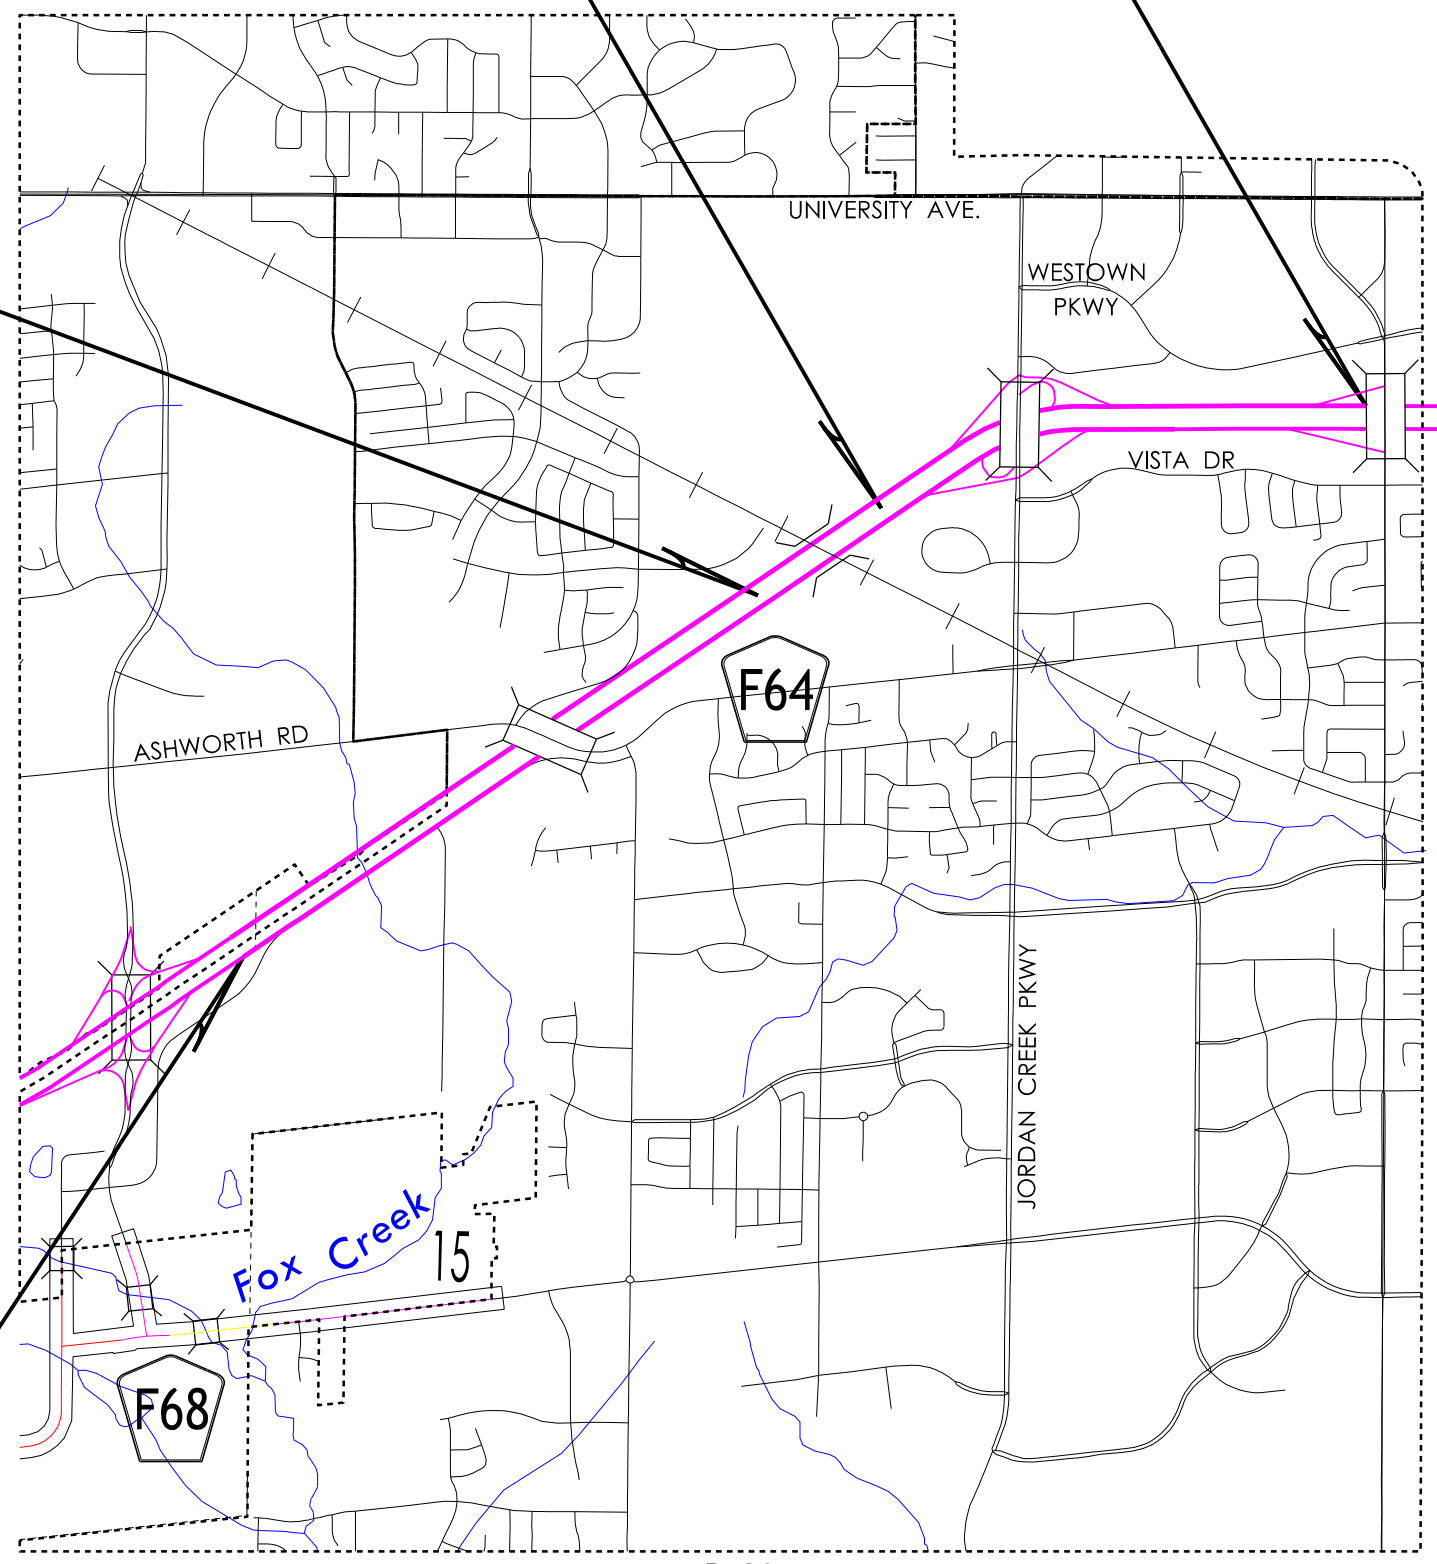 UNIVERSITY AVE.
WESTOWN
PKWY
VISTA DR
F64
ASHWORTH RD
JORDAN CREEK PKWY
Fox Creek
15
F68